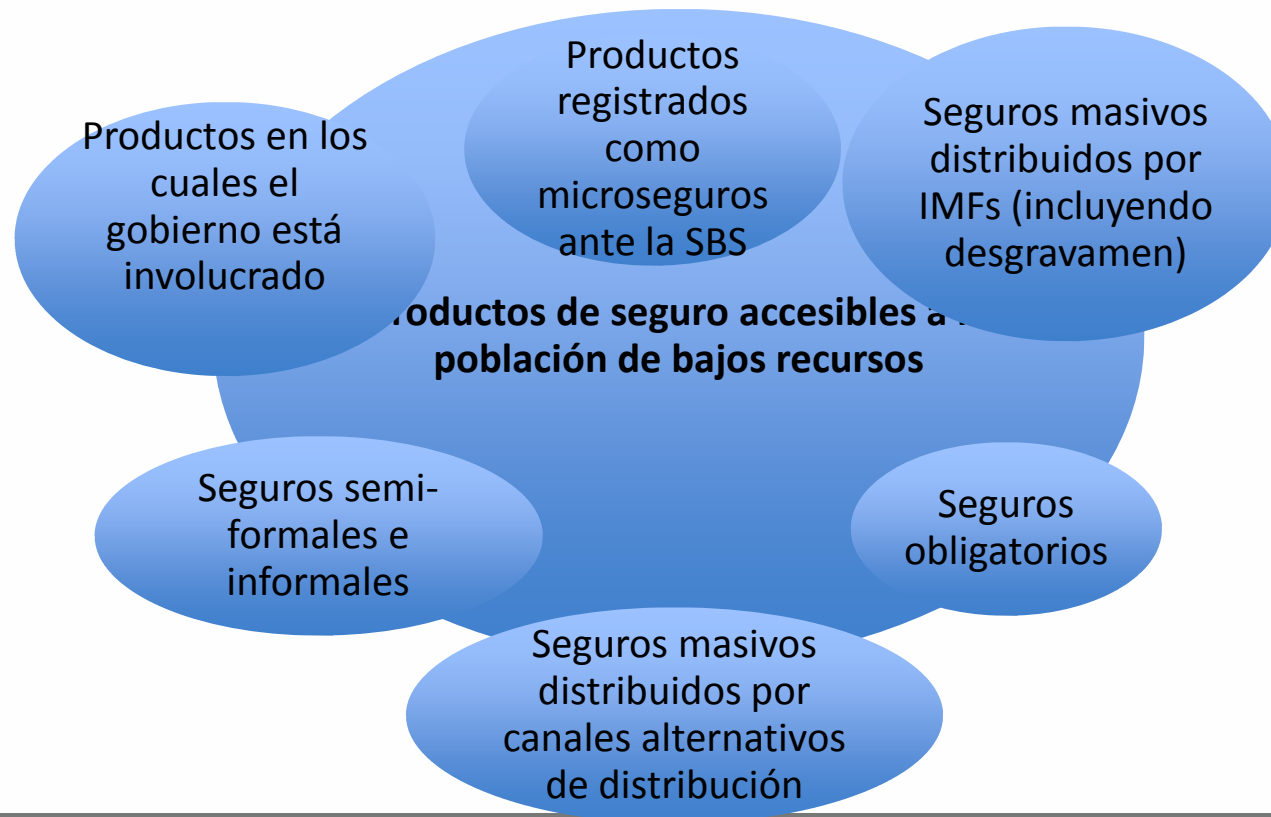 Productos
registrados
como
microseguros
ante la SBS
Productos en los
cuales el
gobierno está
involucrado
Seguros masivos
distribuidos por
IMFs (incluyendo
desgravamen)
roductos de seguro accesibles a
población de bajos recursos
Seguros semi-
formales e
informales
Seguros
obligatorios
Seguros masivos
distribuidos por
canales alternativos
de distribución